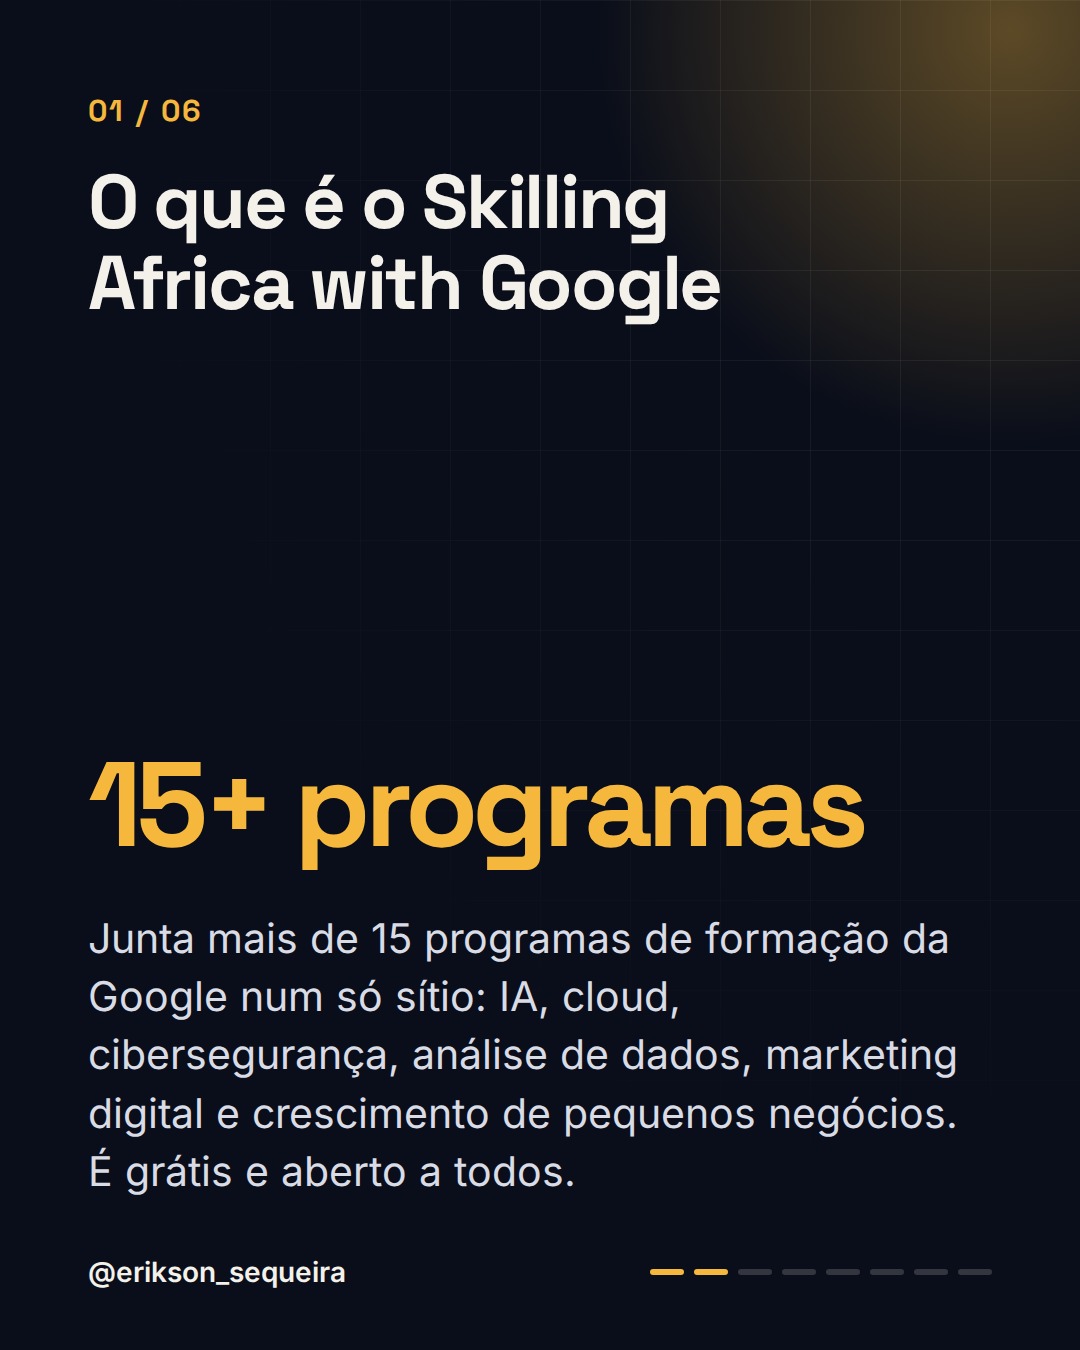 01 / 06
O que é o Skilling
Africa with Google
15+ programas
Junta mais de 15 programas de formação da
Google num só sítio: IA, cloud,
cibersegurança, análise de dados, marketing
digital e crescimento de pequenos negócios.
É grátis e aberto a todos.
@erikson_sequeira